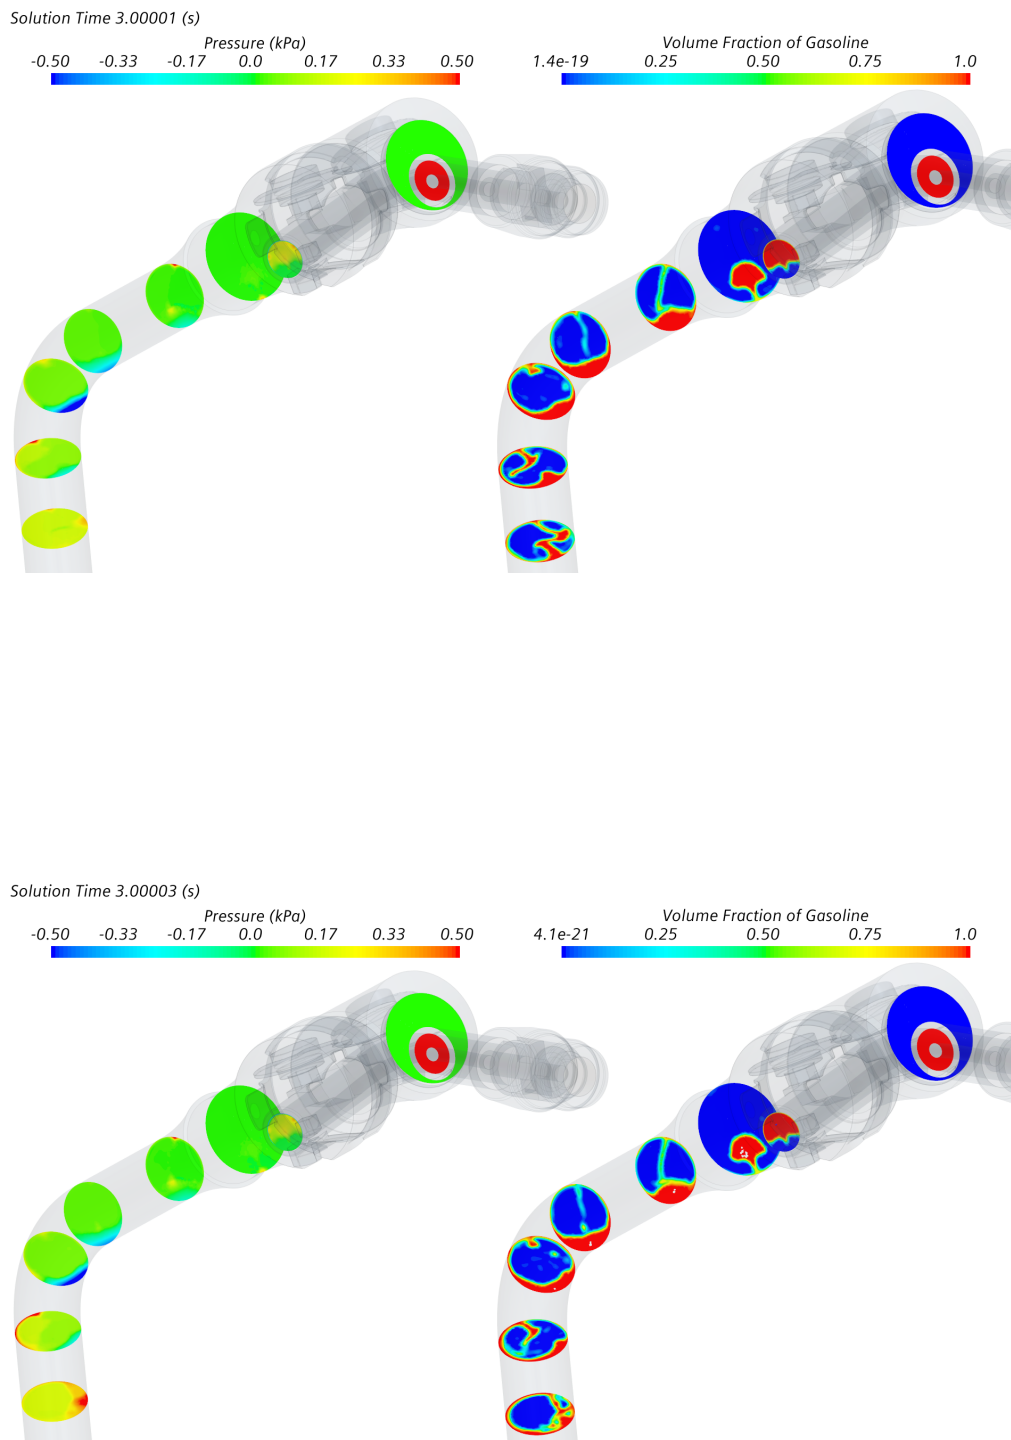 Solution Time 3.00001 (s)
Pressure (kPa)
-0.50 -0.33 -0.17 0.0 0.17 0.33 0.50
Volume Fraction of Gasoline
1.4e-19 0.25 0.50 0.75 1.0
Solution Time 3.00003 (s)
Pressure (kPa)
-0.50 -0.33 -0.17 0.0 0.17 0.33 0.50
Volume Fraction of Gasoline
4.1e-21 0.25 0.50 0.75 1.0